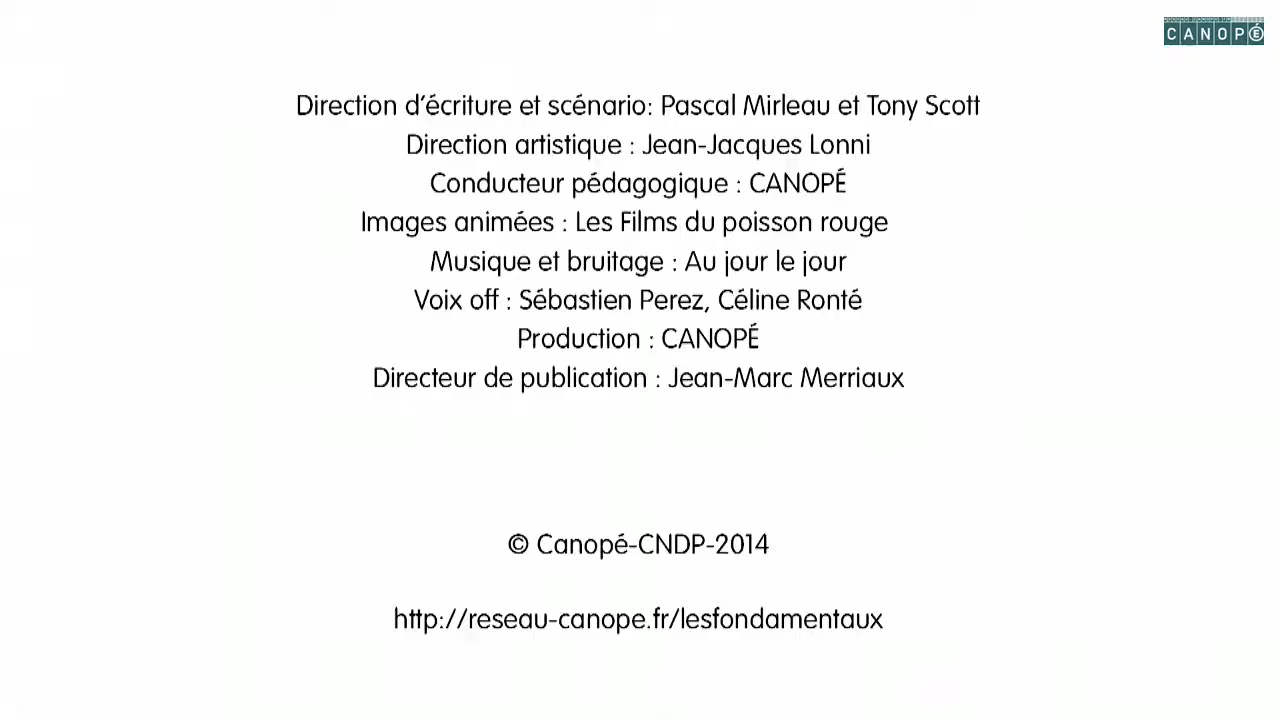 CANOPÉ
Direction d'écriture et scénario: Pascal Mirleau et Tony Scott
Direction artistique : Jean-Jacques Lonni
Conducteur pédagogique : CANOPÉ
Images animées : Les Films du poisson rouge
Musique et bruitage : Au jour le jour
Voix off : Sébastien Perez, Céline Ronté
Production : CANOPÉ
Directeur de publication : Jean-Marc Merriaux
© Canopé-CNDP-2014
http://reseau-canope.fr/lesfondamentaux